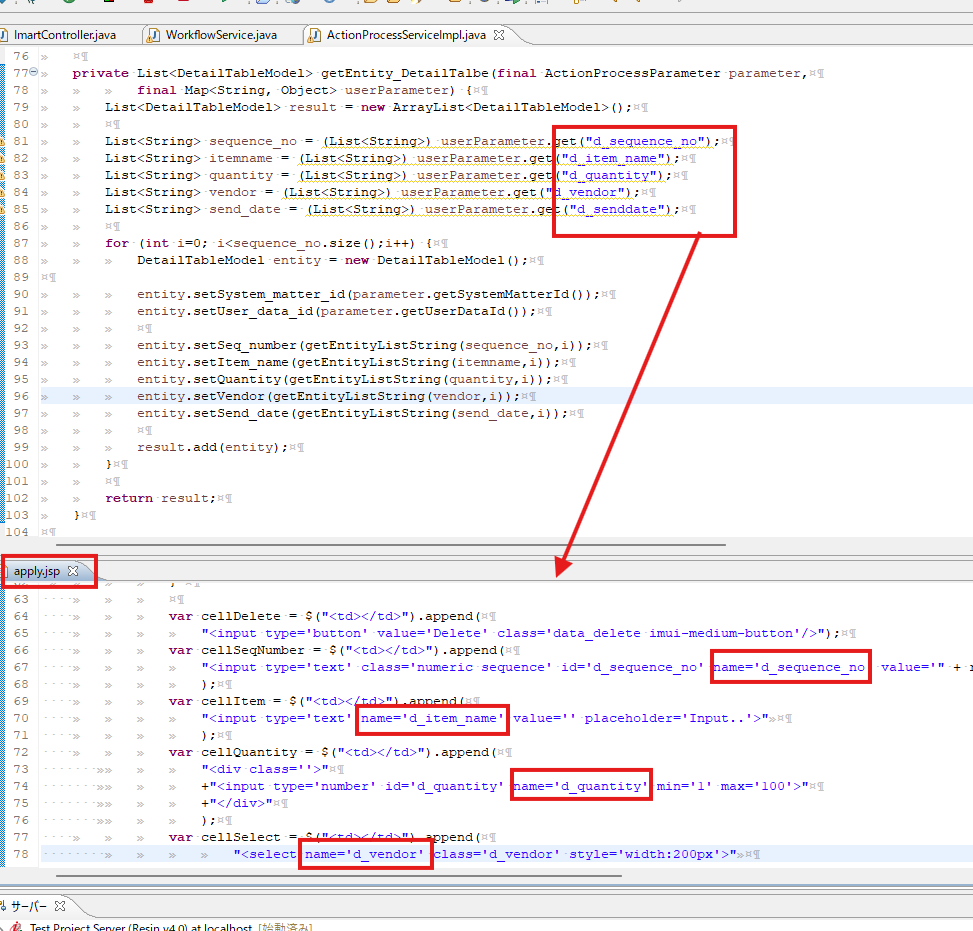 ImartController.java WorkflowService.java ActionProcessServiceImpl.java
76
77 private List<DetailTableModel> getEntity_DetailTalbe(final ActionProcessParameter parameter,
78 final Map<String, Object> userParameter) {
79 List<DetailTableModel> result = new ArrayList<DetailTableModel>();
80
81 List<String> sequence_no = (List<String>) userParameter.get("d_sequence_no");
82 List<String> itemname = (List<String>) userParameter.get("d_item_name");
83 List<String> quantity = (List<String>) userParameter.get("d_quantity");
84 List<String> vendor = (List<String>) userParameter.get("d_vendor");
85 List<String> send_date = (List<String>) userParameter.get("d_senddate");
86
87 for (int i=0; i<sequence_no.size();i++) {
88 DetailTableModel entity = new DetailTableModel();
89
90 entity.setSystem_matter_id(parameter.getSystemMatterId());
91 entity.setUser_data_id(parameter.getUserDataId());
92
93 entity.setSeq_number(getEntityListString(sequence_no,i));
94 entity.setItem_name(getEntityListString(itemname,i));
95 entity.setQuantity(getEntityListString(quantity,i));
96 entity.setVendor(getEntityListString(vendor,i));
97 entity.setSend_date(getEntityListString(send_date,i));
98
99 result.add(entity);
100 }
101
102 return result;
103 }
104
apply.jsp
63
64 var cellDelete = $("<td></td>").append(
65 "<input type='button' value='Delete' class='data_delete imui-medium-button'/>");
66 var cellSeqNumber = $("<td></td>").append(
67 "<input type='text' class='numeric sequence' id='d_sequence_no' name='d_sequence_no value='" +
68 );
69 var cellItem = $("<td></td>").append(
70 "<input type='text' name='d_item_name' value='' placeholder='Input..'>"
71 );
72 var cellQuantity = $("<td></td>").append(
73 "<div class=''>"
74 +"<input type='number' id='d_quantity' name='d_quantity' min='1' max='100'>"
75 +"</div>"
76 );
77 var cellSelect = $("<td></td>").append(
78 "<select name='d_vendor' class='d_vendor' style='width:200px'>"
サーバー
Test Project Server (Resin v4.0) at localhost [始動済み]